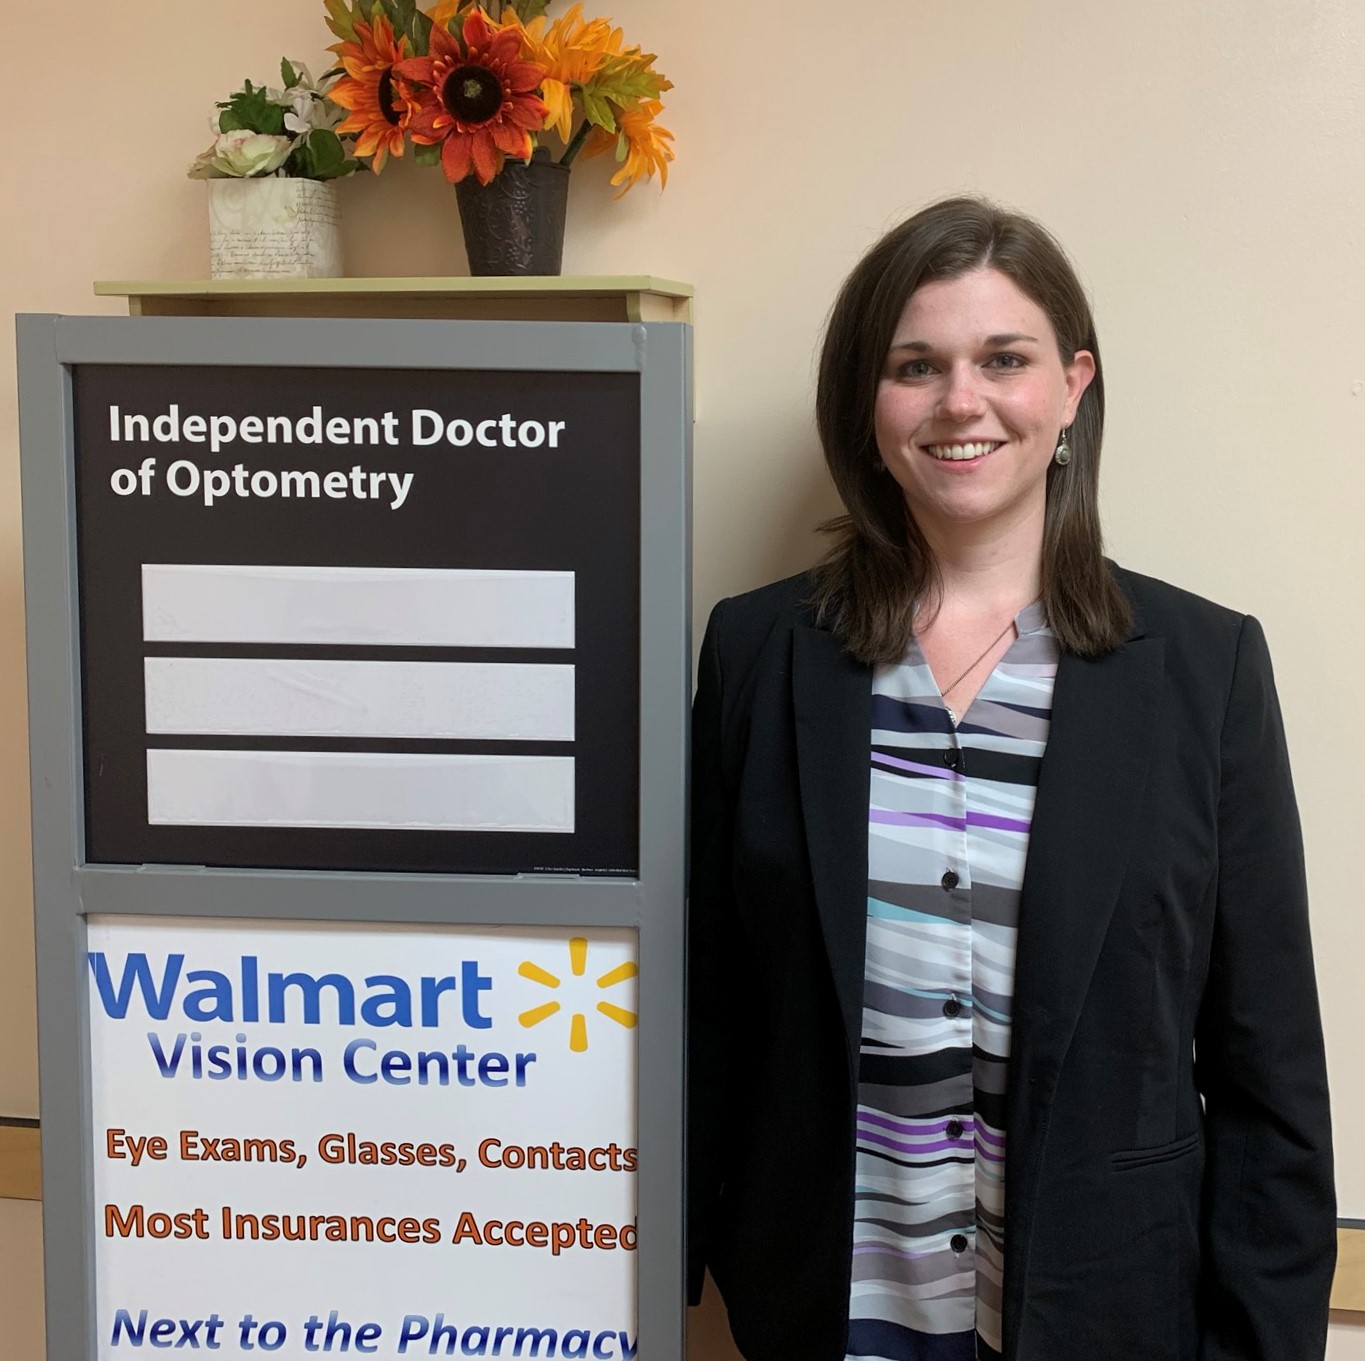 Independent Doctor
of Optometry
Walmart
Vision Center
Eye Exams, Glasses, Contacts
Most Insurances Accepted
Next to the Pharmacy